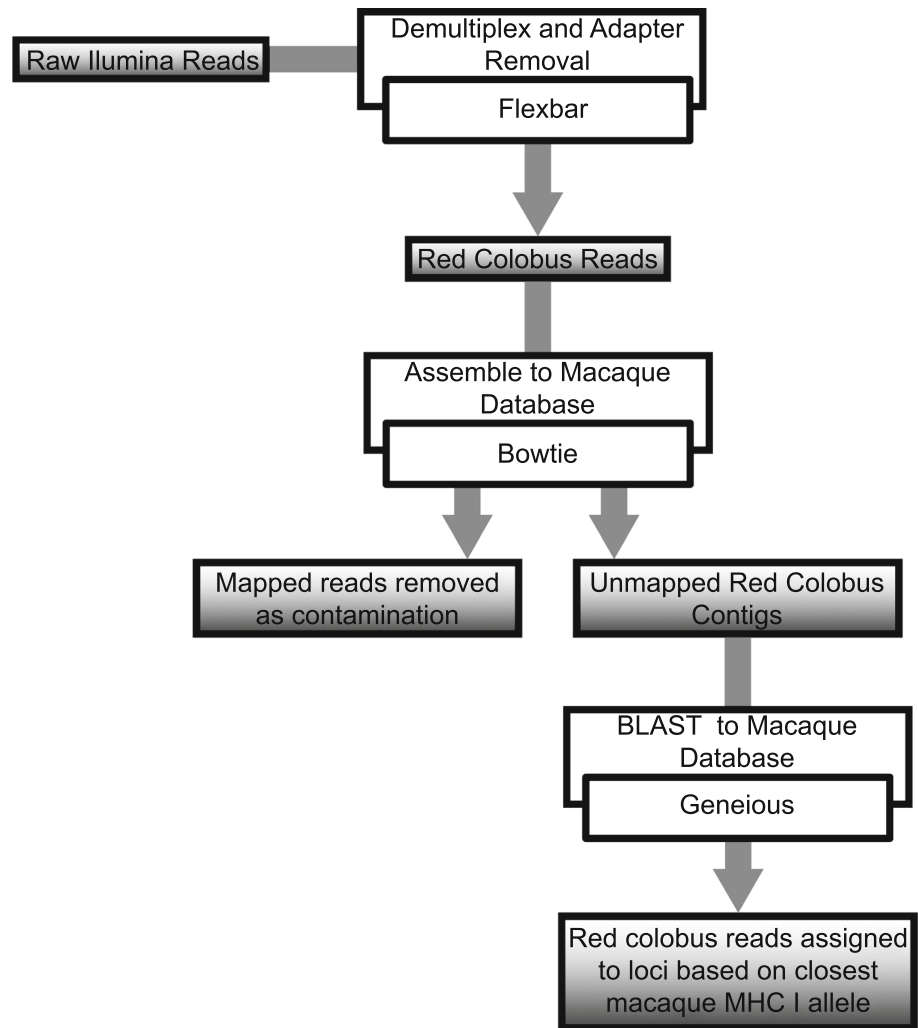 Raw Ilumina Reads
Demultiplex and Adapter
Removal
Flexbar
Red Colobus Reads
Assemble to Macaque
Database
Bowtie
Mapped reads removed
as contamination
Unmapped Red Colobus
Contigs
BLAST to Macaque
Database
Geneious
Red colobus reads assigned
to loci based on closest
macaque MHC I allele